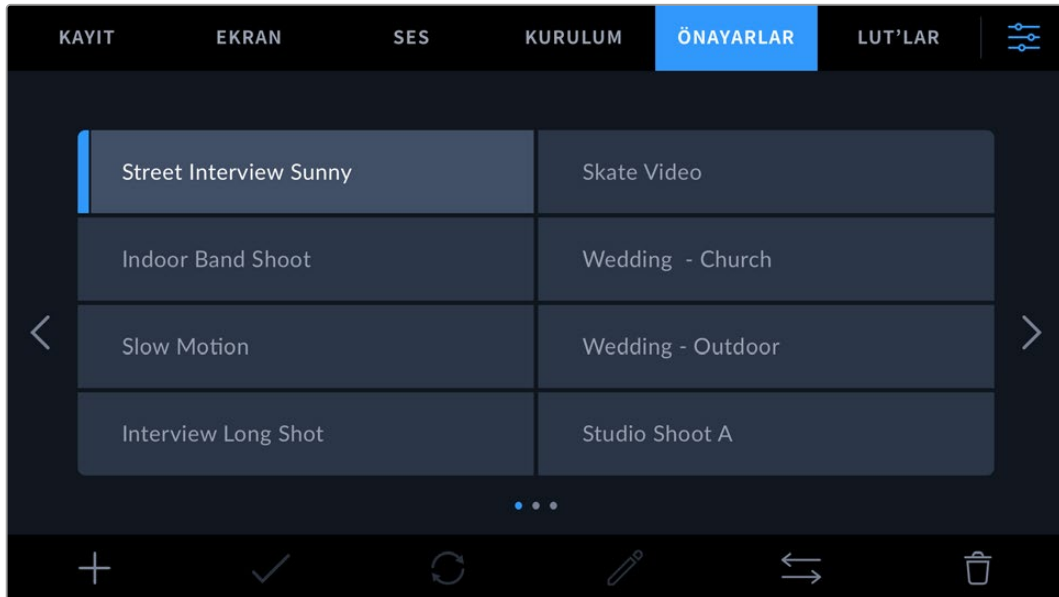 KAYIT EKRAN SES KURULUM ÖNAYARLAR LUT’LAR
Street Interview Sunny
Skate Video
Indoor Band Shoot
Wedding - Church
Slow Motion
Wedding - Outdoor
Interview Long Shot
Studio Shoot A